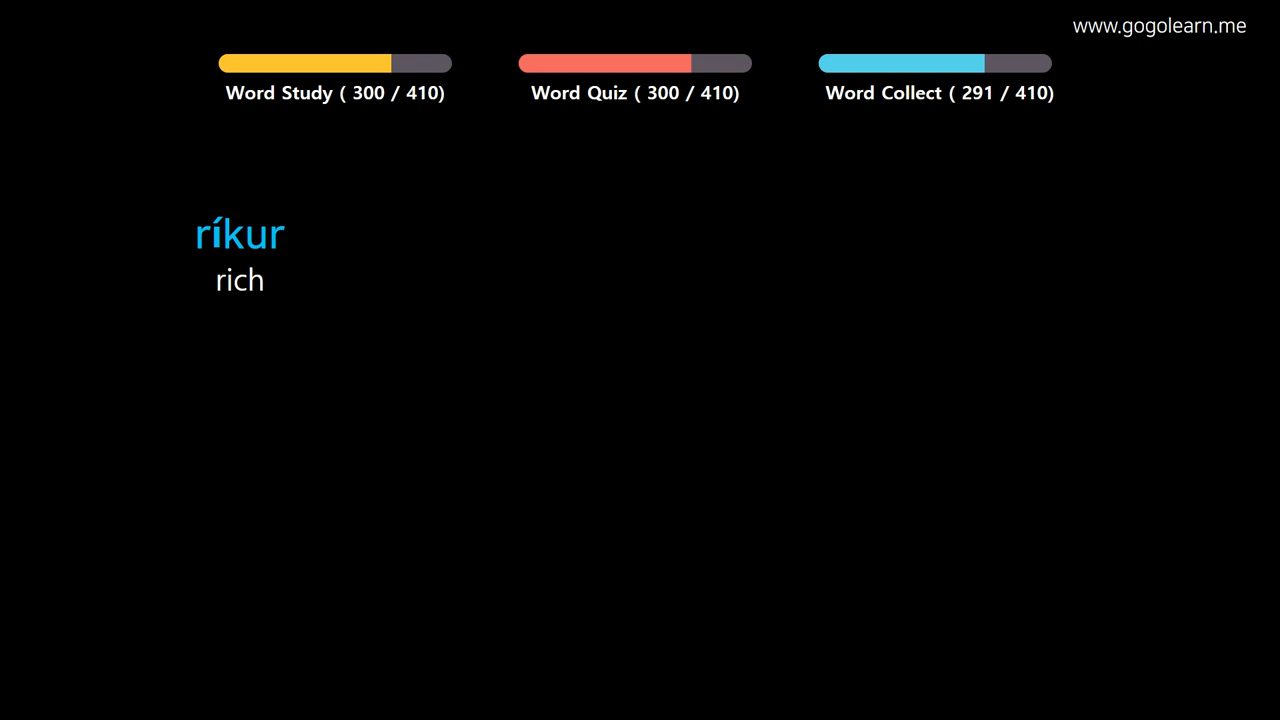 www.gogolearn.me
Word Study ( 300 / 410)
Word Quiz ( 300 / 410)
Word Collect ( 291 / 410)
ríkur
rich